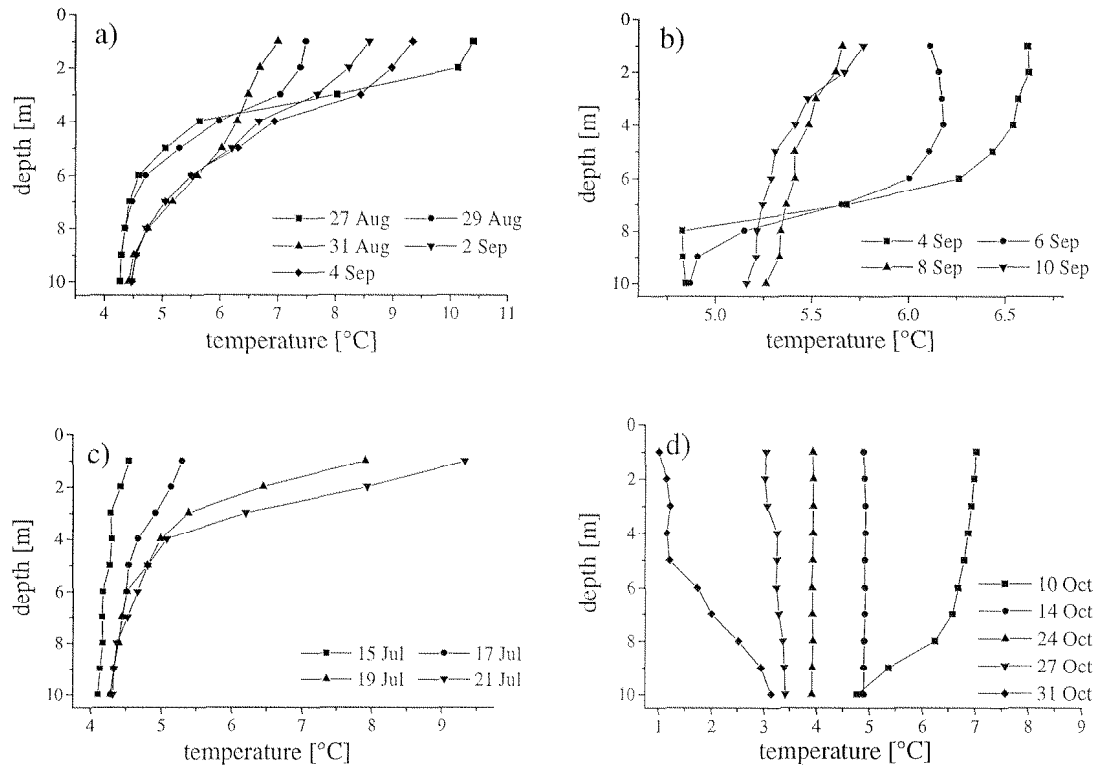 a)
0
2
4
6
8
10
depth [m]
27 Aug
29 Aug
31 Aug
2 Sep
4 Sep
4 5 6 7 8 9 10 11
temperature [°C]
b)
0
2
4
6
8
10
depth [m]
4 Sep
6 Sep
8 Sep
10 Sep
5.0 5.5 6.0 6.5
temperature [°C]
c)
0
2
4
6
8
10
depth [m]
15 Jul
17 Jul
19 Jul
21 Jul
4 5 6 7 8 9
temperature [°C]
d)
0
2
4
6
8
10
depth [m]
10 Oct
14 Oct
24 Oct
27 Oct
31 Oct
1 2 3 4 5 6 7 8 9
temperature [°C]